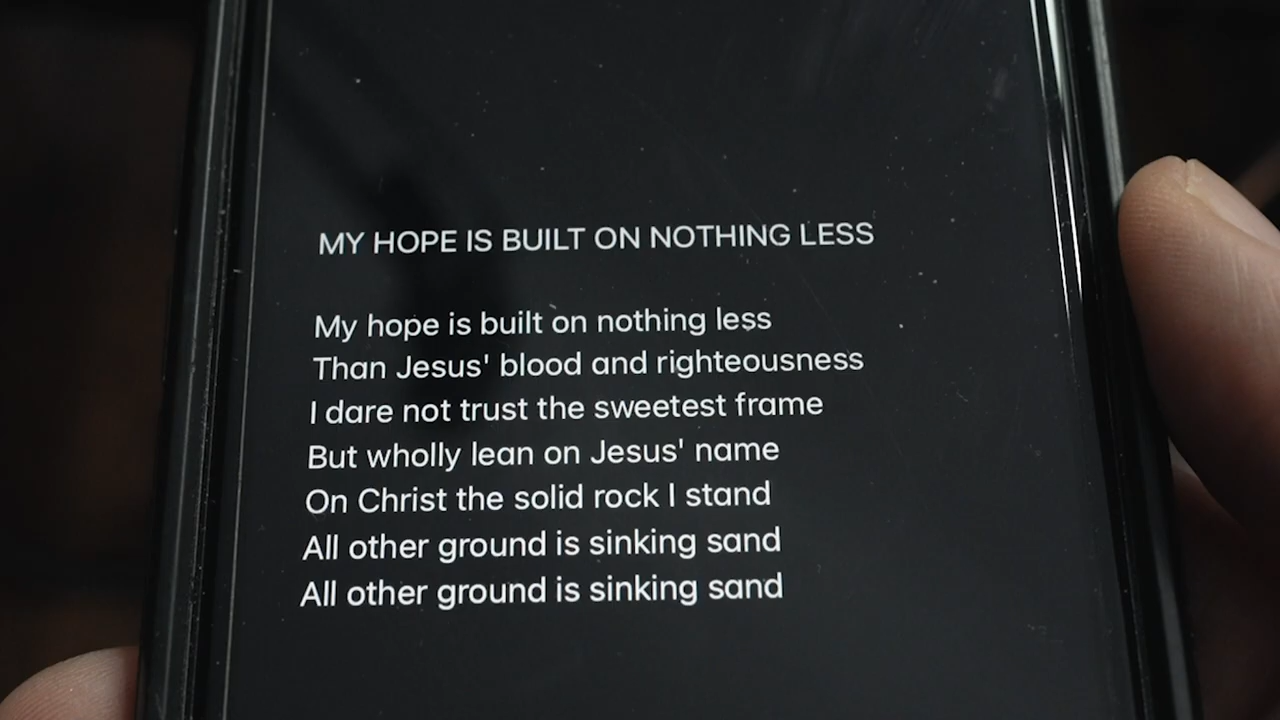 MY HOPE IS BUILT ON NOTHING LESS
My hope is built on nothing less
Than Jesus' blood and righteousness
I dare not trust the sweetest frame
But wholly lean on Jesus' name
On Christ the solid rock I stand
All other ground is sinking sand
All other ground is sinking sand